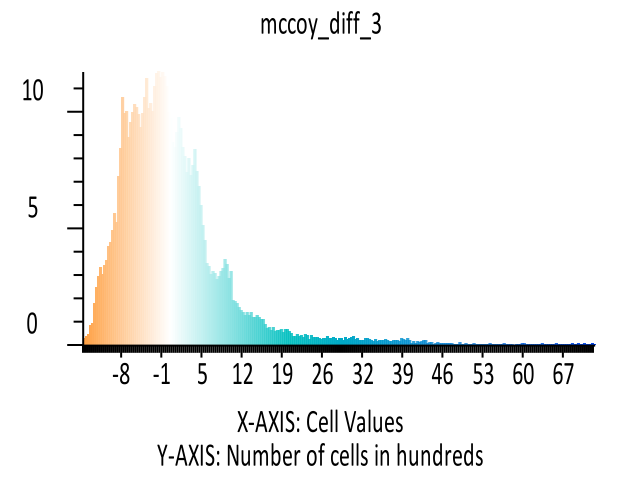 mccoy_diff_3
10
5
0
-8 -1 5 12 19 26 32 39 46 53 60 67
X-AXIS: Cell Values
Y-AXIS: Number of cells in hundreds